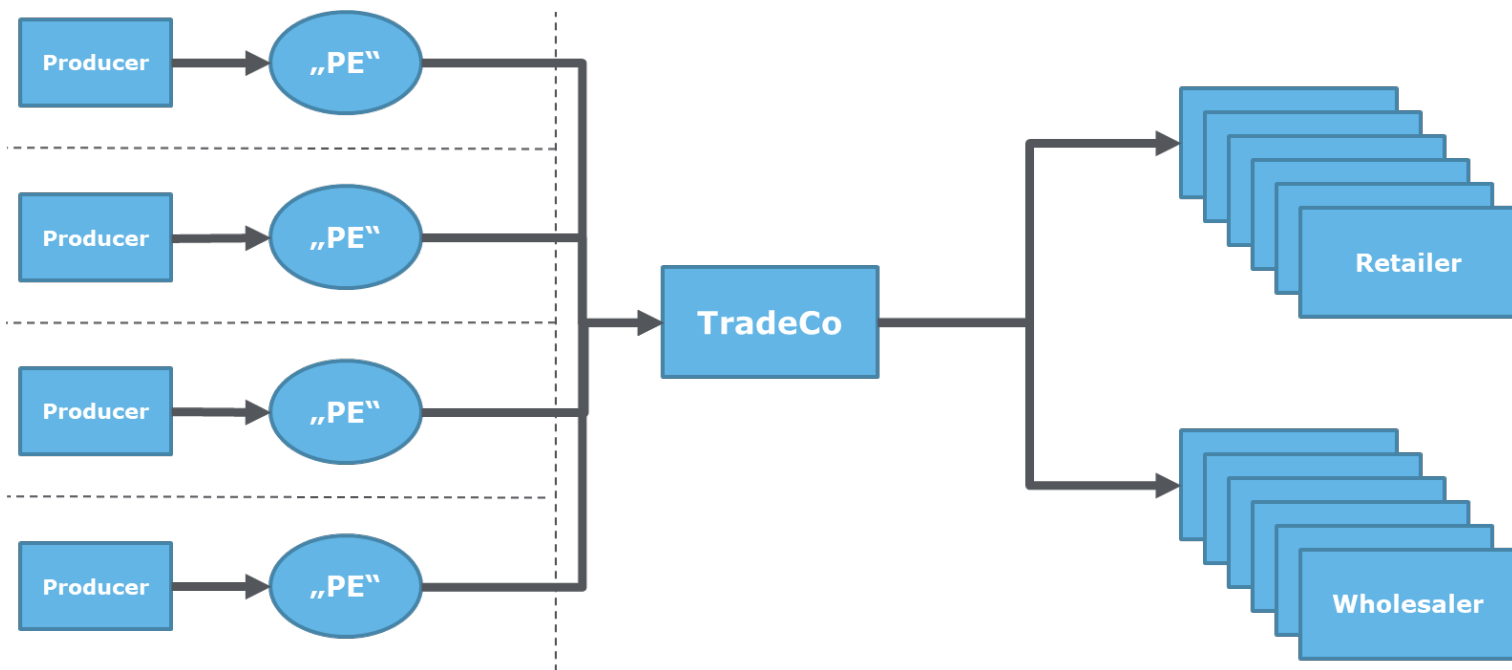 Producer
„PE‟
Producer
„PE‟
Producer
„PE‟
Producer
„PE‟
TradeCo
Retailer
Wholesaler